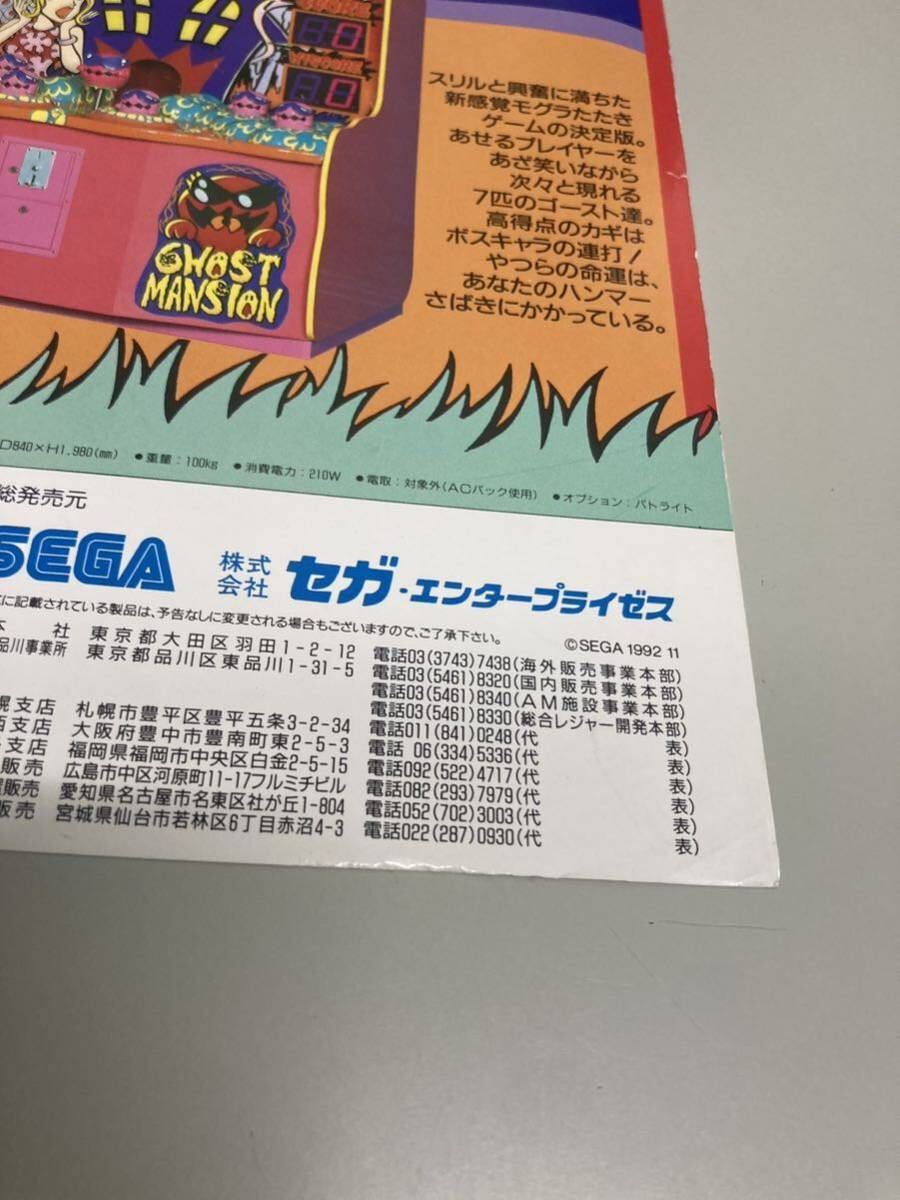 SCORE
HISCORE
スリルと興奮に満ちた
新感覚モグラたたき
ゲームの決定版。
あせるプレイヤーを
あざ笑いながら
次々と現れる
7匹のゴースト達。
高得点のカギは
ボスキャラの連打!
やつらの命運は、
あなたのハンマー
さばきにかかっている。
GHOST
MANSION
D840×H1,980(mm) ●重量:100kg ●消費電力:210W ●電取:対象外(ACパック使用) ●オプション:パトライト
総発売元
SEGA 株式会社 セガ・エンタープライゼス
に記載されている製品は、予告なしに変更される場合もございますので、ご了承下さい。
©SEGA 1992 11
本社 東京都大田区羽田1-2-12 電話03(3743)7438(海外販売事業本部)
品川事業所 東京都品川区東品川1-31-5 電話03(5461)8320(国内販売事業本部)
電話03(5461)8340(AM施設事業本部)
電話03(5461)8330(総合レジャー開発本部)
幌支店 札幌市豊平区豊平五条3-2-34 電話011(841)0248(代表)
西支店 大阪府豊中市豊南町東2-5-3 電話06(334)5336(代表)
支店 福岡県福岡市中央区白金2-5-15 電話092(522)4717(代表)
販売 広島市中区河原町11-17フルミチビル 電話082(293)7979(代表)
販売 愛知県名古屋市名東区社が丘1-804 電話052(702)3003(代表)
販売 宮城県仙台市若林区6丁目赤沼4-3 電話022(287)0930(代表)